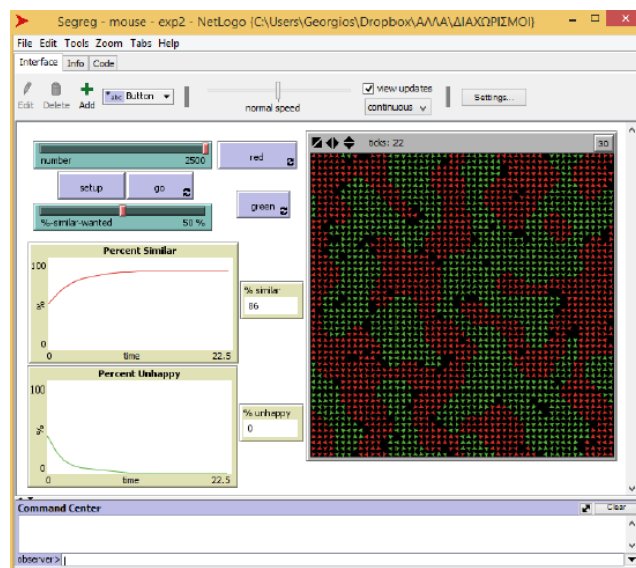 Segreg - mouse - exp2 - NetLogo {C:\Users\Georgios\Dropbox\ΑΛΛΑ\ΔΙΑΧΩΡΙΣΜΟΙ}
File Edit Tools Zoom Tabs Help
Interface Info Code
Edit Delete Add
Abc Button
normal speed
view updates
continuous
Settings...
number 2500
red
setup
go
green
%-similar-wanted 50 %
ticks: 22
3D
Percent Similar
100
%
0
0 time 22.5
% similar
86
Percent Unhappy
100
%
0
0 time 22.5
% unhappy
0
Command Center
Clear
observer>